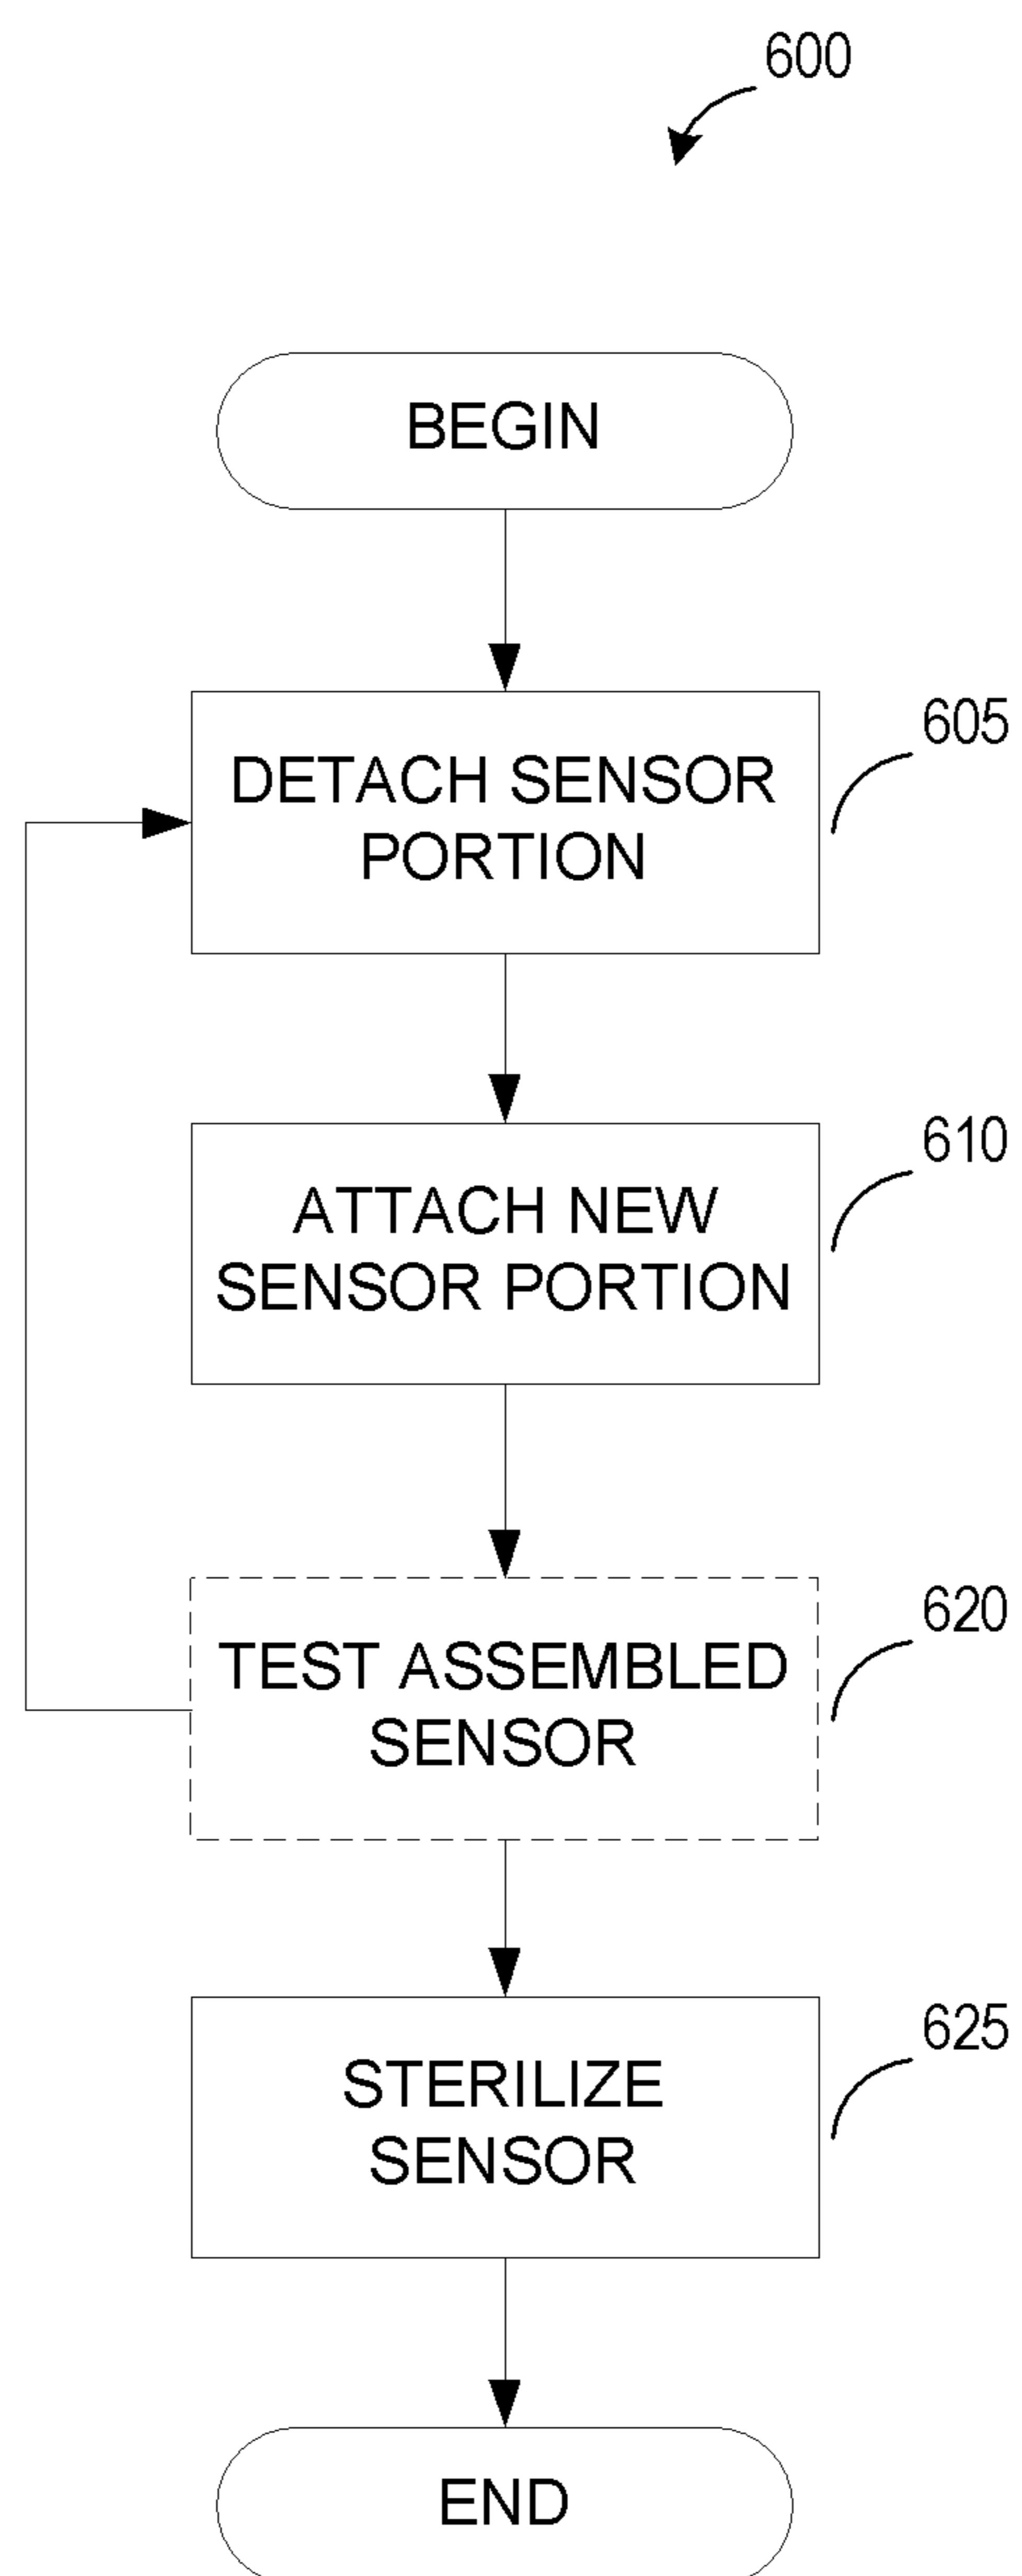 600
BEGIN
DETACH SENSOR
PORTION
605
ATTACH NEW
SENSOR PORTION
610
TEST ASSEMBLED
SENSOR
620
STERILIZE
SENSOR
625
END